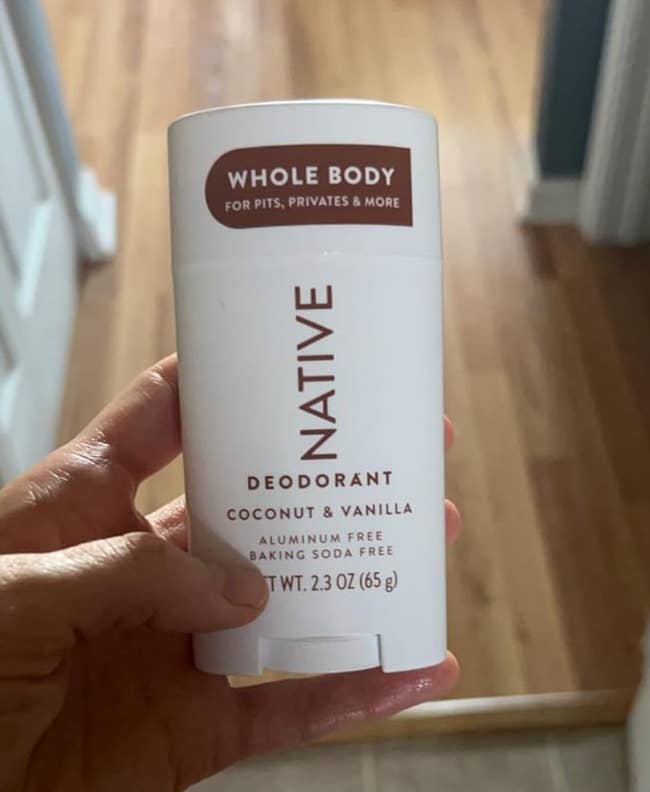 WHOLE BODY
FOR PITS, PRIVATES & MORE
NATIVE
DEODORANT
COCONUT & VANILLA
ALUMINUM FREE
BAKING SODA FREE
WT. 2.3 OZ (65 g)